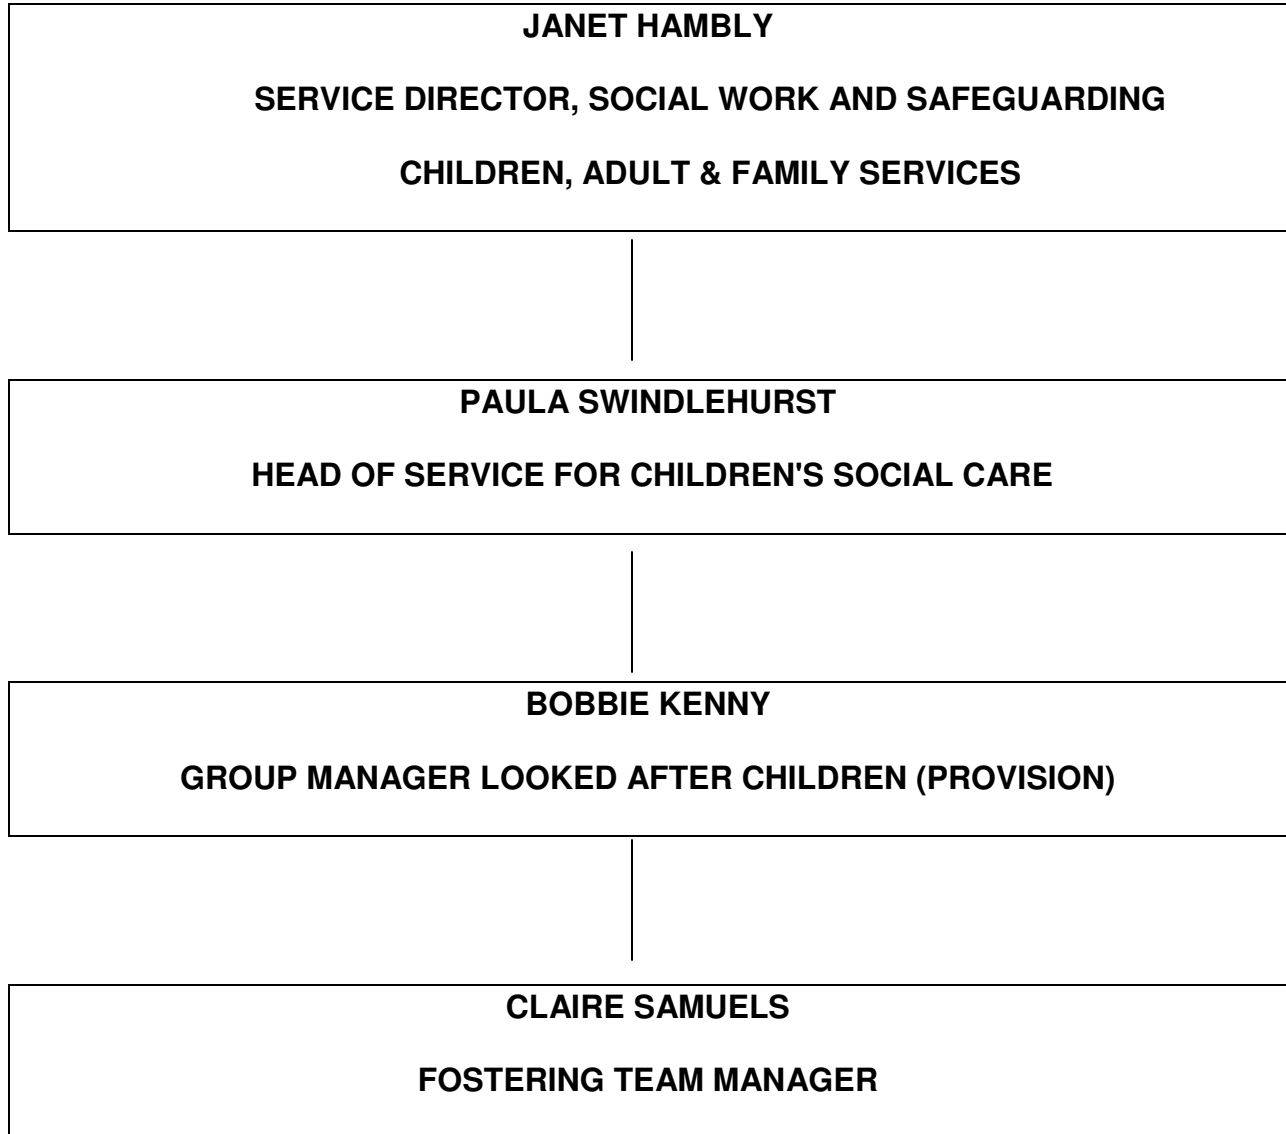 JANET HAMBLY
SERVICE DIRECTOR, SOCIAL WORK AND SAFEGUARDING
CHILDREN, ADULT & FAMILY SERVICES
PAULA SWINDLEHURST
HEAD OF SERVICE FOR CHILDREN'S SOCIAL CARE
BOBBIE KENNY
GROUP MANAGER LOOKED AFTER CHILDREN (PROVISION)
CLAIRE SAMUELS
FOSTERING TEAM MANAGER